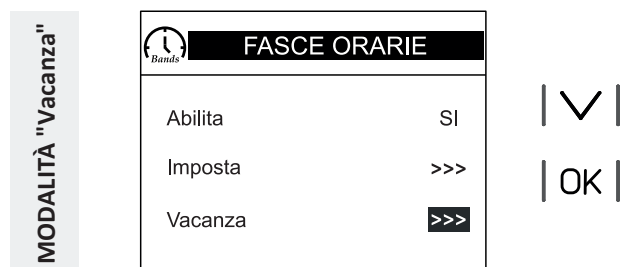 MODALITÀ "Vacanza"
Bands
FASCE ORARIE
Abilita SI
Imposta >>>
Vacanza >>>
OK